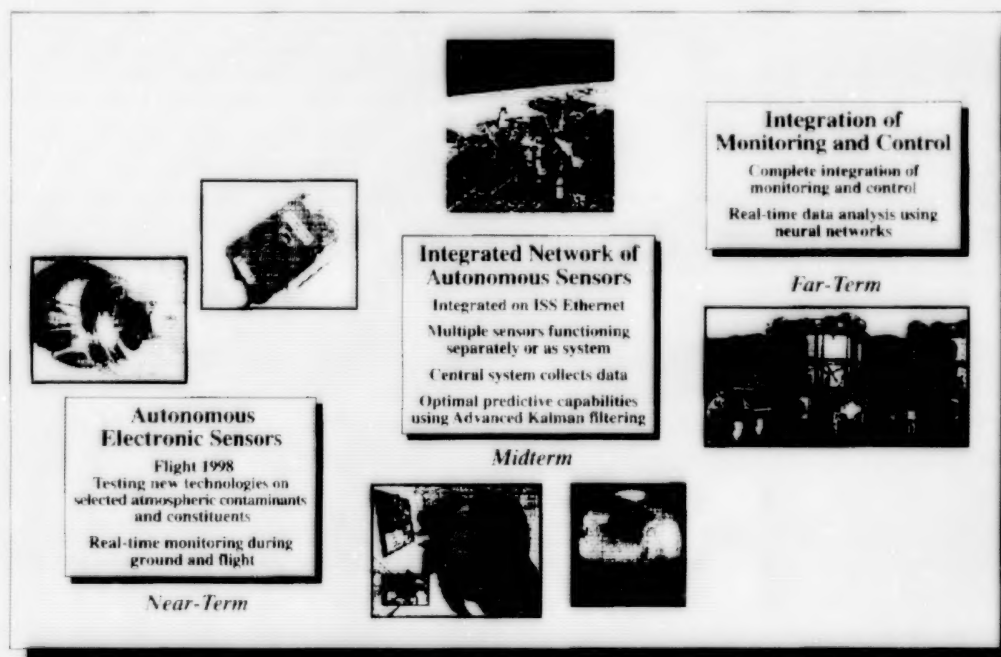 Autonomous
Electronic Sensors
Flight 1998
Testing new technologies on
selected atmospheric contaminants
and constituents
Real-time monitoring during
ground and flight
Near-Term
Integrated Network of
Autonomous Sensors
Integrated on ISS Ethernet
Multiple sensors functioning
separately or as system
Central system collects data
Optimal predictive capabilities
using Advanced Kalman filtering
Midterm
Integration of
Monitoring and Control
Complete integration of
monitoring and control
Real-time data analysis using
neural networks
Far-Term